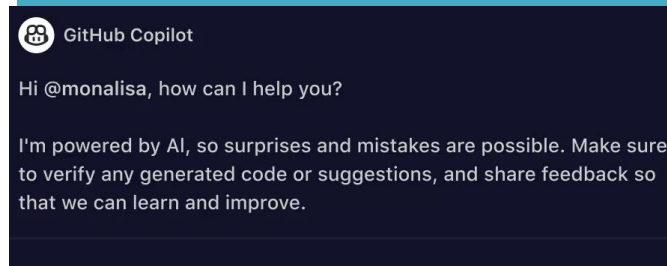 GitHub Copilot
Hi @monalisa, how can I help you?
I'm powered by AI, so surprises and mistakes are possible. Make sure
to verify any generated code or suggestions, and share feedback so
that we can learn and improve.